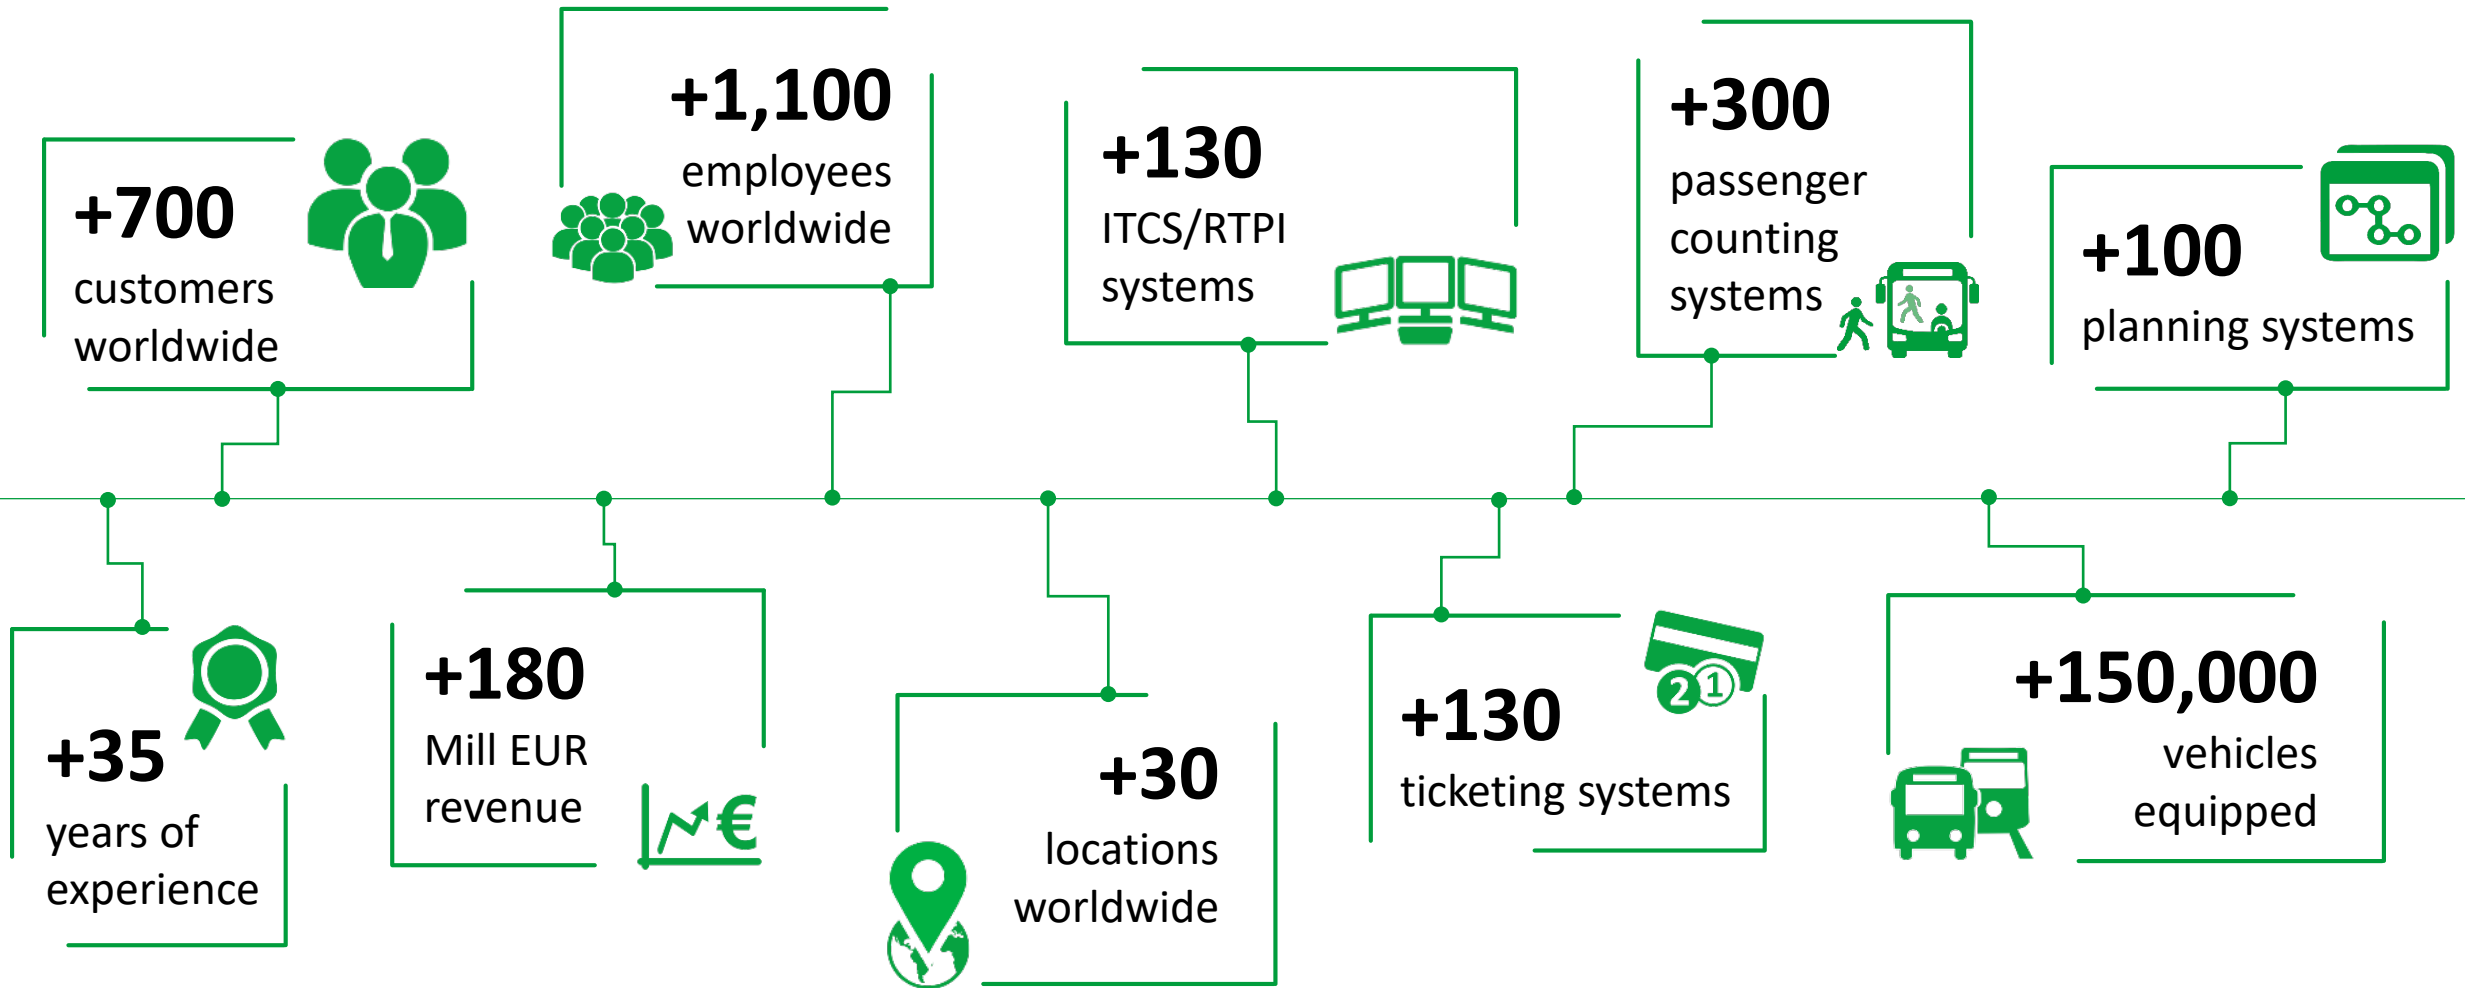 +700
customers
worldwide
+1,100
employees
worldwide
+130
ITCS/RTPI
systems
+300
passenger
counting
systems
+100
planning systems
+35
years of
experience
+180
Mill EUR
revenue
€
+30
locations
worldwide
2 1
+130
ticketing systems
+150,000
vehicles
equipped